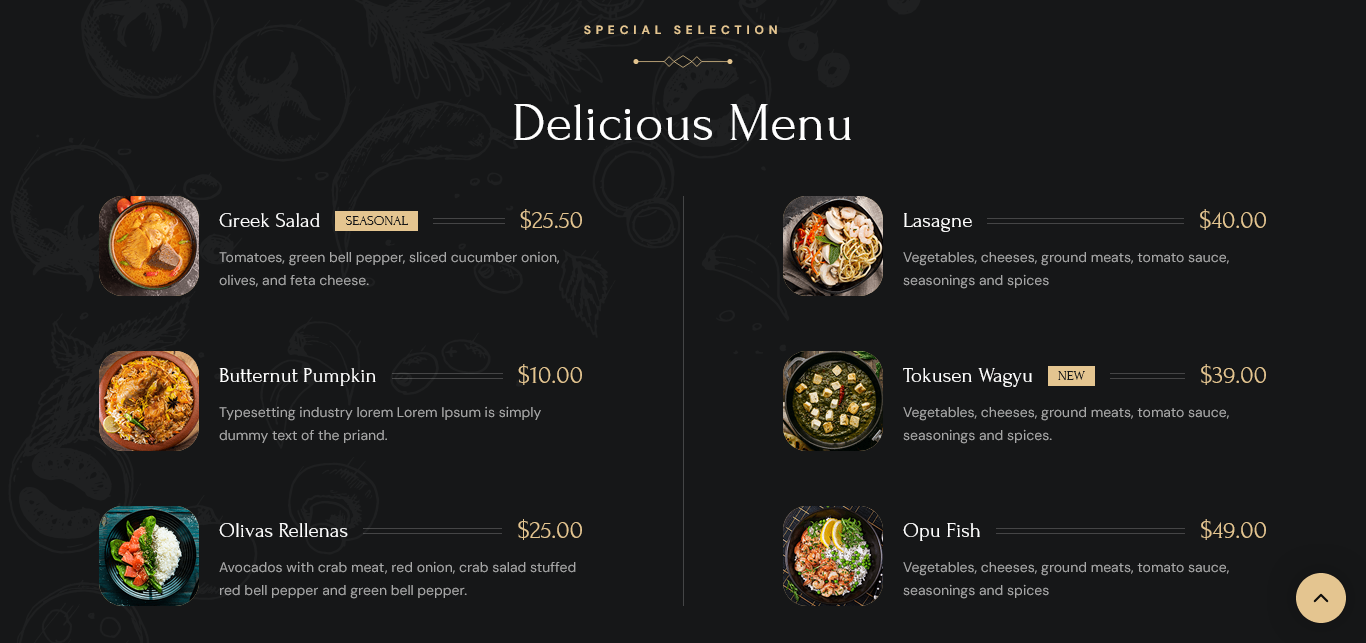 SPECIAL SELECTION
Delicious Menu
Greek Salad SEASONAL $25.50
Tomatoes, green bell pepper, sliced cucumber onion,
olives, and feta cheese.
Butternut Pumpkin $10.00
Typesetting industry lorem Lorem Ipsum is simply
dummy text of the priand.
Olivas Rellenas $25.00
Avocados with crab meat, red onion, crab salad stuffed
red bell pepper and green bell pepper.
Lasagne $40.00
Vegetables, cheeses, ground meats, tomato sauce,
seasonings and spices
Tokusen Wagyu NEW $39.00
Vegetables, cheeses, ground meats, tomato sauce,
seasonings and spices.
Opu Fish $49.00
Vegetables, cheeses, ground meats, tomato sauce,
seasonings and spices